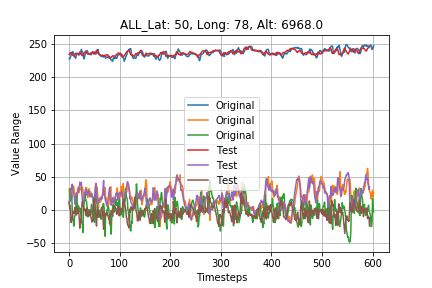 ALL_Lat: 50, Long: 78, Alt: 6968.0
250
200
150
100
50
0
−50
Value Range
Original
Original
Original
Test
Test
Test
0
100
200
300
400
500
600
Timesteps